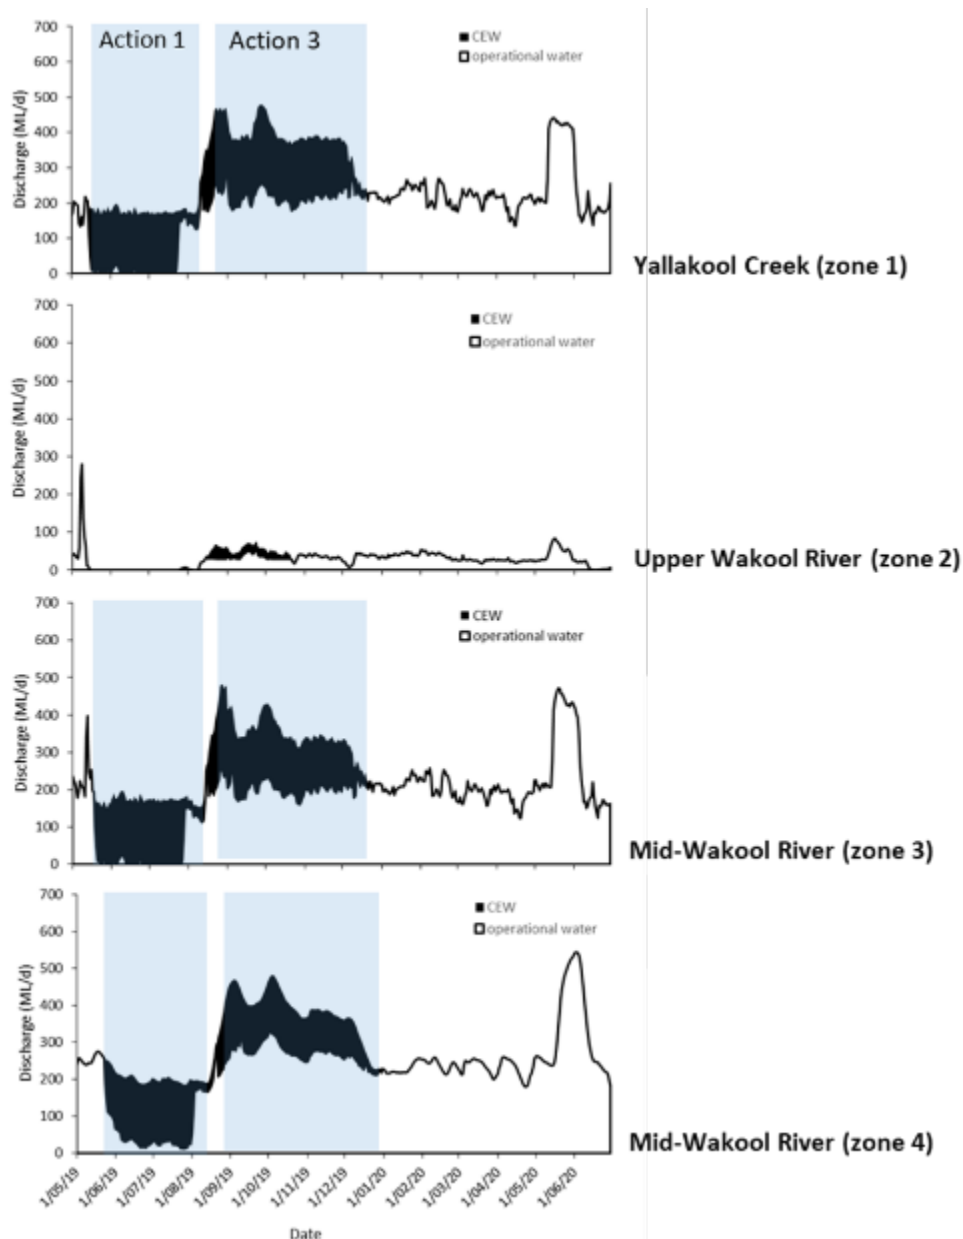 Action 1
Action 3
CEW
operational water
700
600
500
400
300
200
100
0
Discharge (ML/d)
Yallakool Creek (zone 1)
CEW
operational water
700
600
500
400
300
200
100
0
Discharge (ML/d)
Upper Wakool River (zone 2)
CEW
operational water
700
600
500
400
300
200
100
0
Discharge (ML/d)
Mid-Wakool River (zone 3)
CEW
operational water
700
600
500
400
300
200
100
0
Discharge (ML/d)
Mid-Wakool River (zone 4)
1/05/19
1/06/19
1/07/19
1/08/19
1/09/19
1/10/19
1/11/19
1/12/19
1/01/20
1/02/20
1/03/20
1/04/20
1/05/20
1/06/20
Date